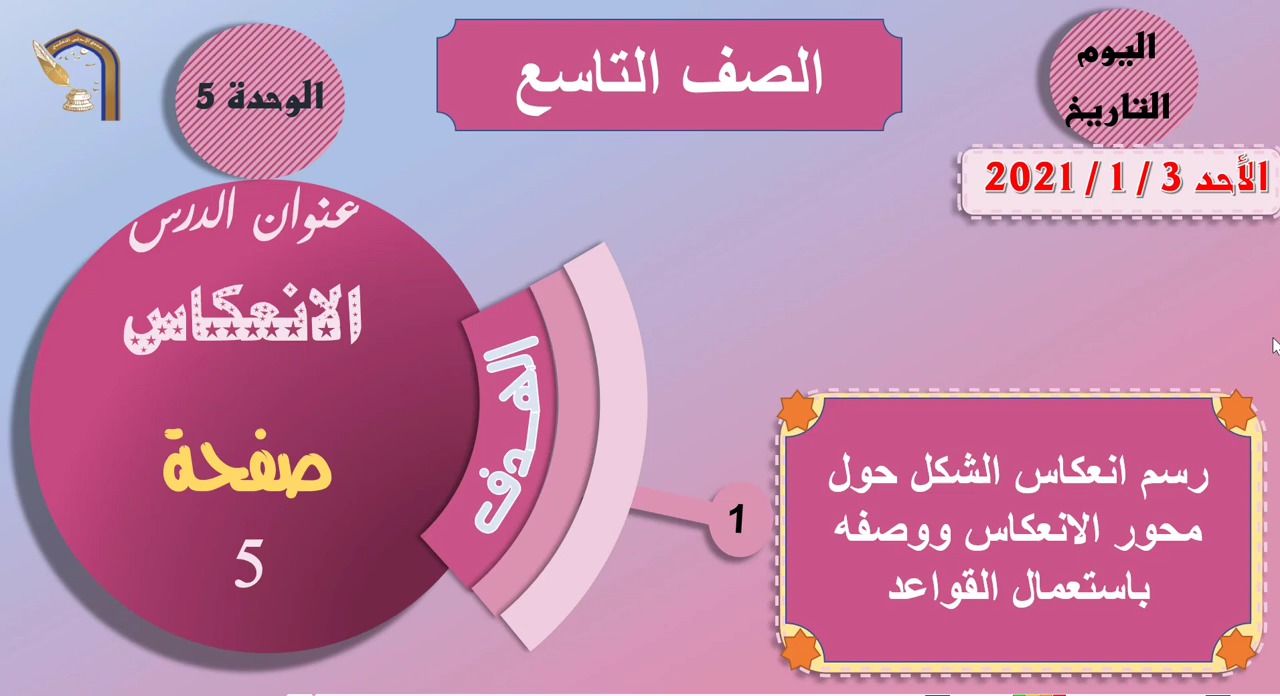 اليوم
التاريخ
الأحد 3 / 1 / 2021
الصف التاسع
الوحدة 5
عنوان الدرس
الانعكاس
صفحة
5
الهدف
1
رسم انعكاس الشكل حول
محور الانعكاس ووصفه
باستعمال القواعد